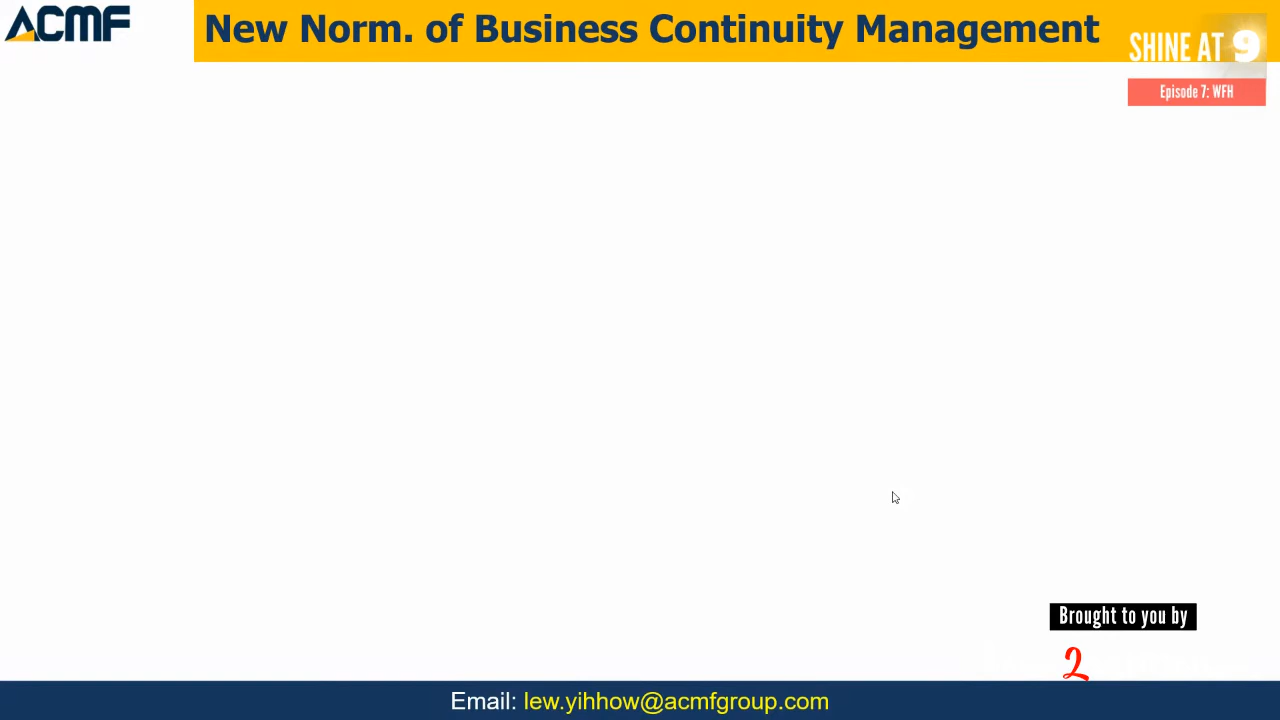 ACMF
New Norm. of Business Continuity Management
SHINE AT 9
Episode 7: WFH
Brought to you by
2
Email: lew.yihhow@acmfgroup.com